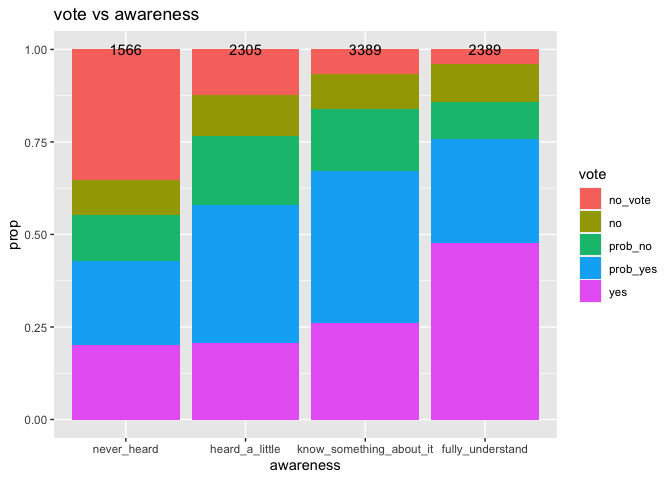 vote vs awareness
1566 2305 3389 2389
1.00
0.75
0.50
0.25
0.00
prop
never_heard heard_a_little know_something_about_it fully_understand
awareness
vote
no_vote
no
prob_no
prob_yes
yes